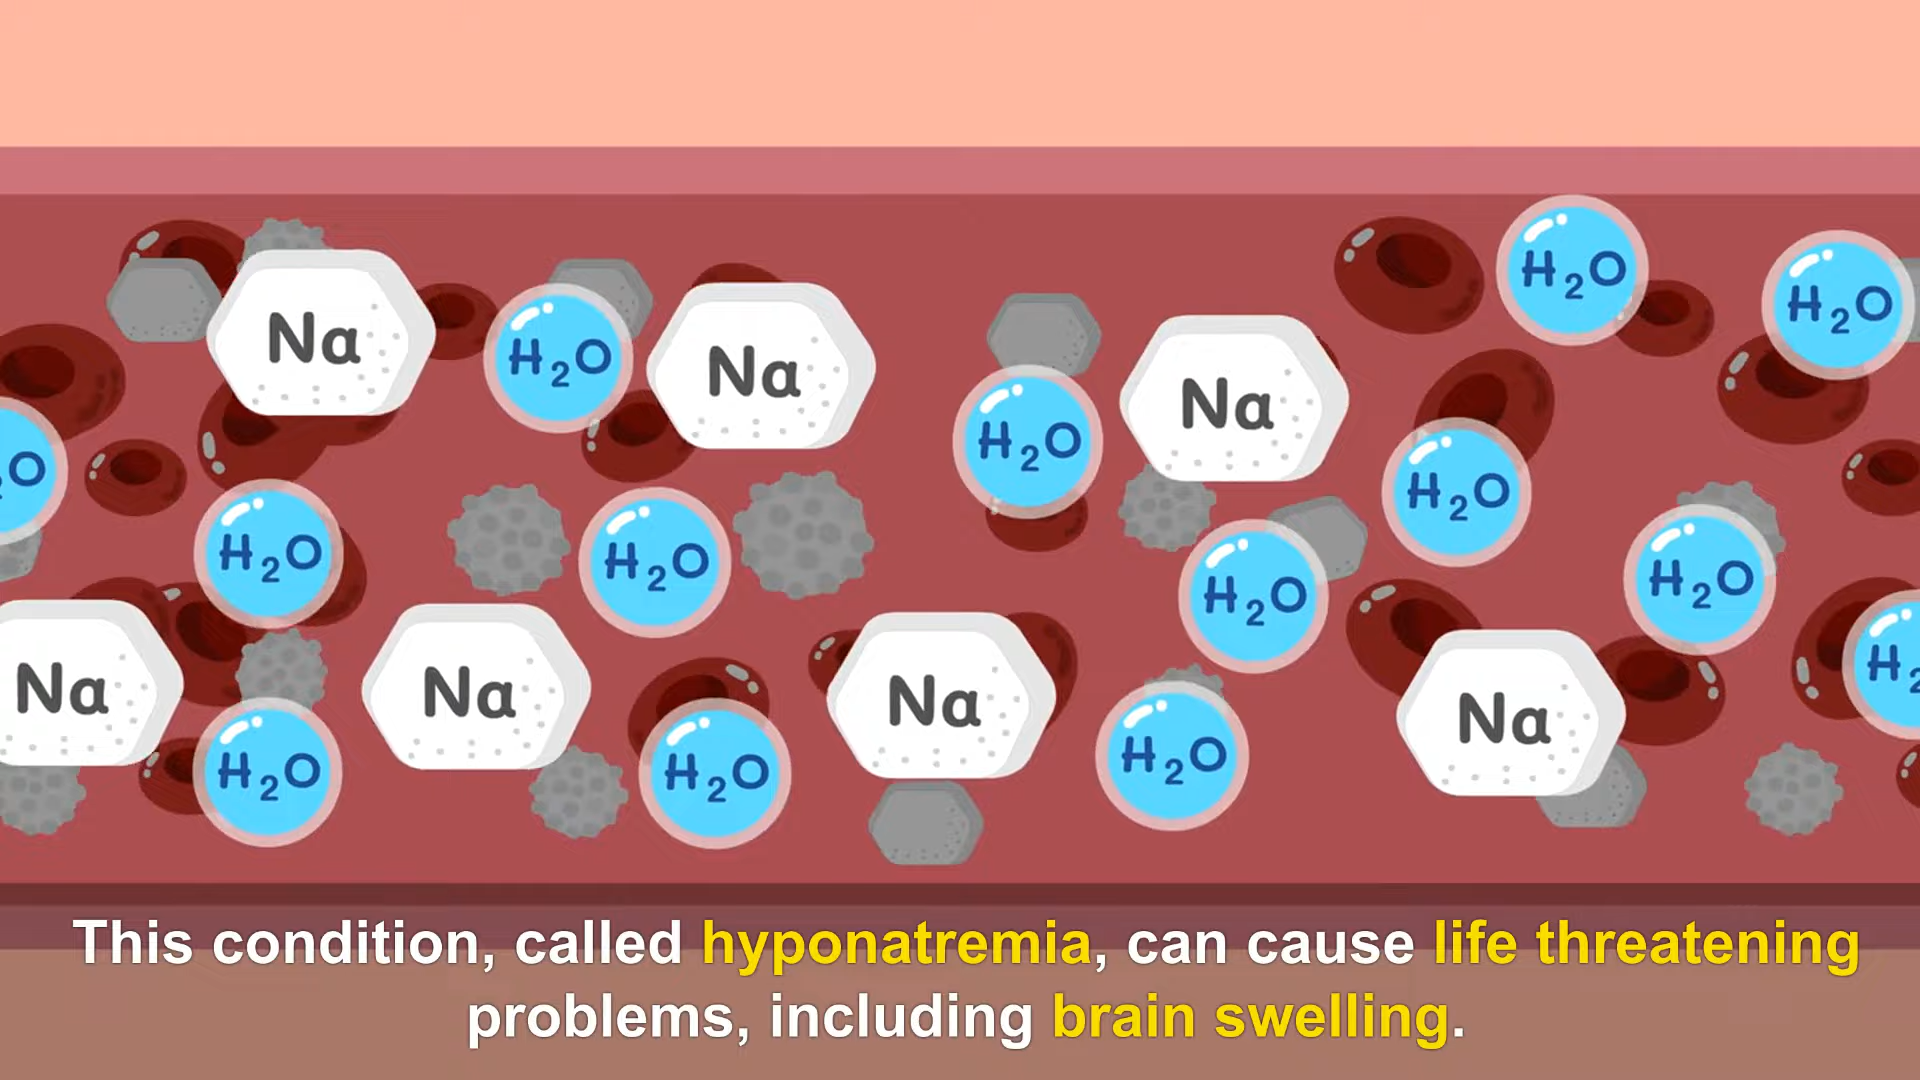 H₂O
H₂O
Na
H₂O
Na
H₂O
Na
H₂O
H₂O
H₂O
H₂O
H₂O
Na
Na
Na
Na
H₂O
H₂O
H₂O
This condition, called hyponatremia, can cause life threatening
problems, including brain swelling.